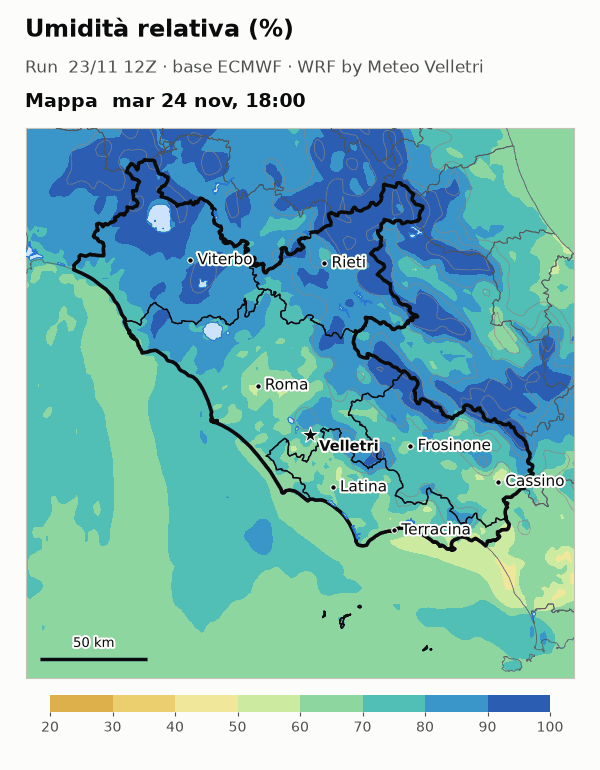 Umidità relativa (%)
Run  23/11 12Z · base ECMWF · WRF by Meteo Velletri
Mappa  mar 24 nov, 18:00
Viterbo
Rieti
Roma
Velletri
Frosinone
Cassino
Latina
Terracina
50 km
20 30 40 50 60 70 80 90 100